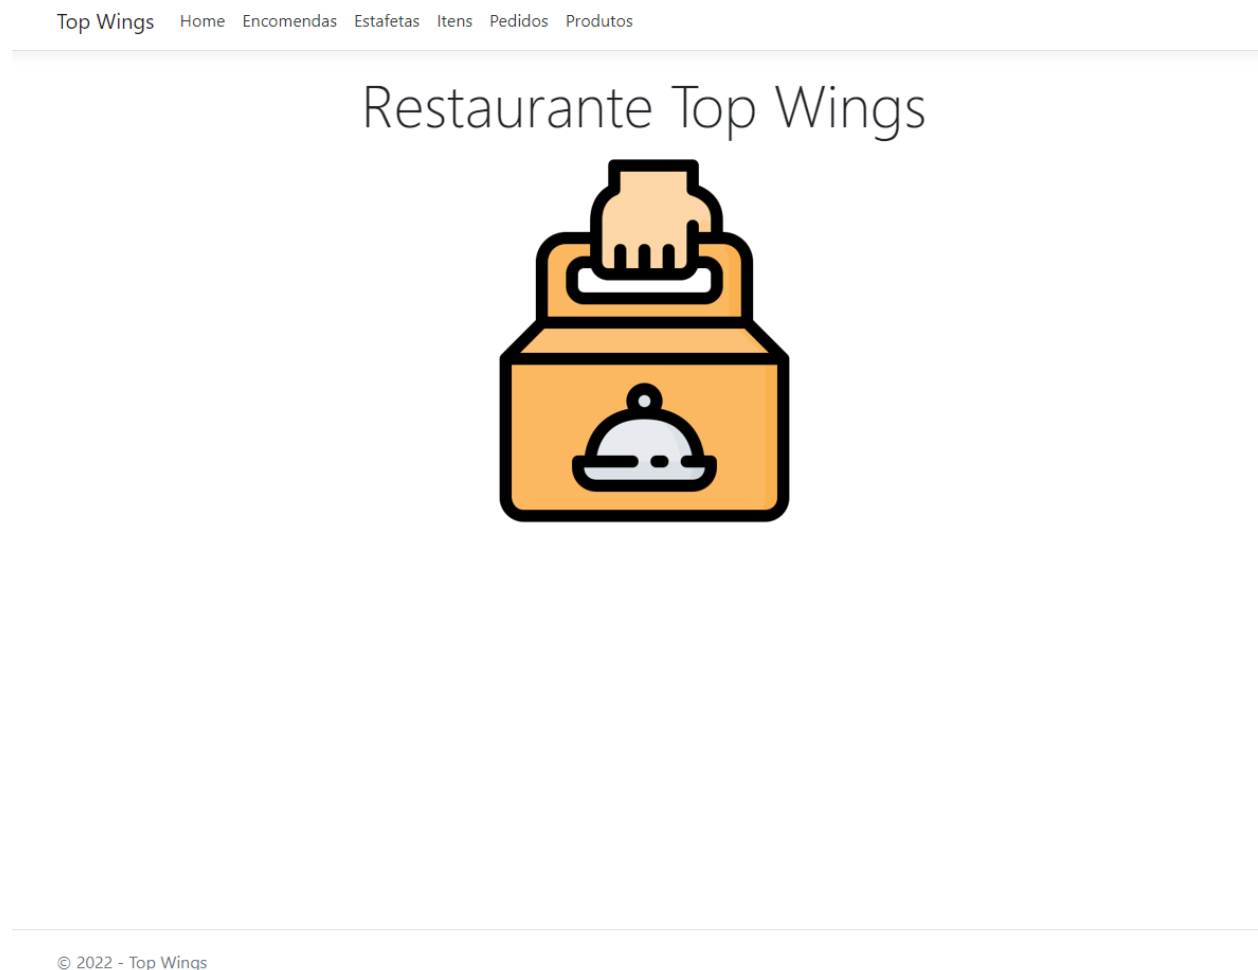 Top Wings Home Encomendas Estafetas Itens Pedidos Produtos
Restaurante Top Wings
© 2022 - Top Wings